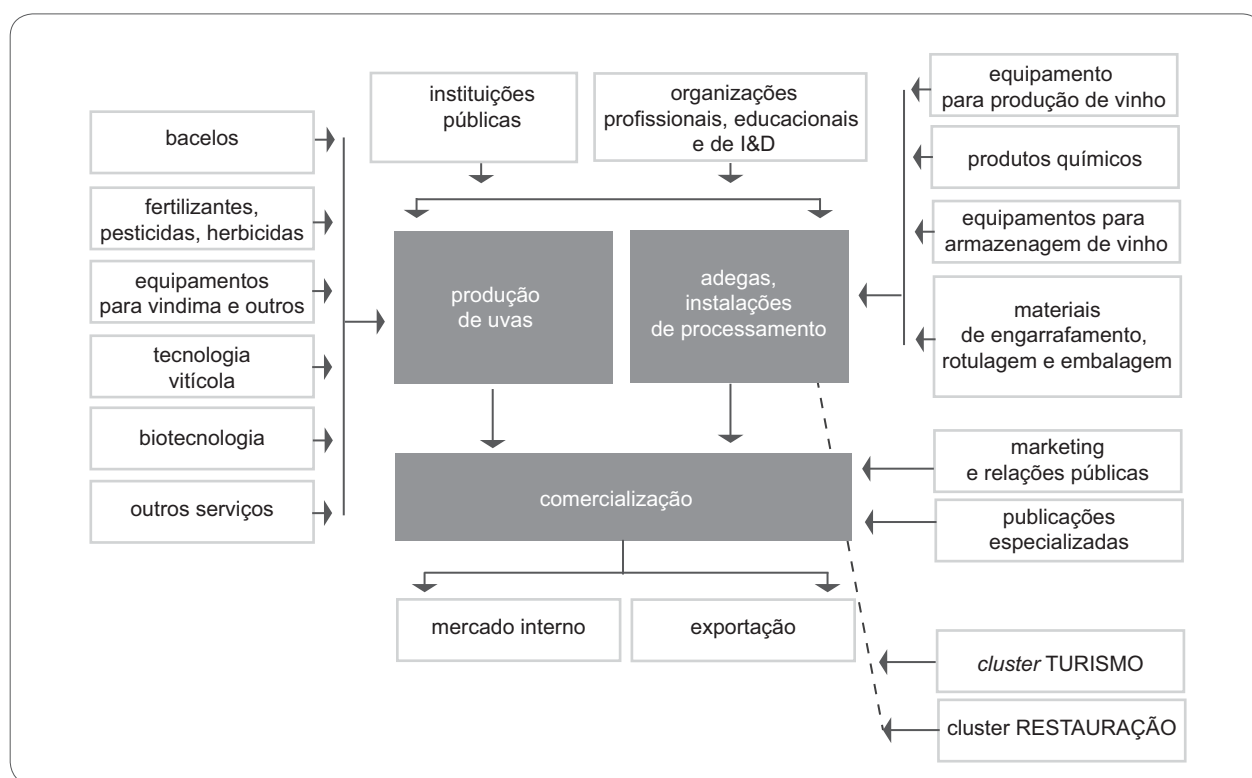 instituições
públicas
organizações
profissionais, educacionais
e de I&D
equipamento
para produção de vinho
bacelos
produtos químicos
fertilizantes,
pesticidas, herbicidas
equipamentos para
armazenagem de vinho
equipamentos
para vindima e outros
produção
de uvas
adegas,
instalações
de processamento
materiais
de engarrafamento,
rotulagem e embalagem
tecnologia
vitícola
biotecnologia
marketing
e relações públicas
outros serviços
comercialização
publicações
especializadas
mercado interno
exportação
cluster TURISMO
cluster RESTAURAÇÃO